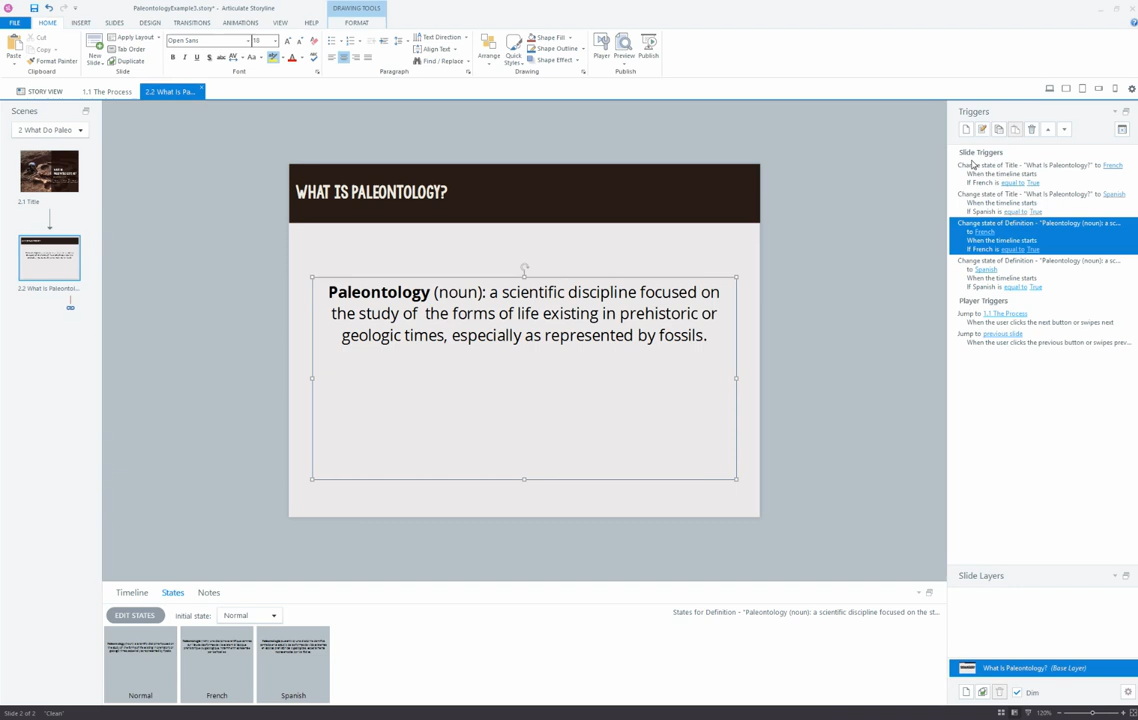 PaleontologyExample3.story* - Articulate Storyline
DRAWING TOOLS
FILE HOME INSERT SLIDES DESIGN TRANSITIONS ANIMATIONS VIEW HELP FORMAT
Cut
Copy
Format Painter
Paste
Clipboard
New
Slide
Apply Layout
Tab Order
Duplicate
Slide
Open Sans 18
B I U S abc AV Aa A
Font
Text Direction
Align Text
Find / Replace
Paragraph
Arrange
Quick
Styles
Shape Fill
Shape Outline
Shape Effect
Drawing
Player Preview Publish
Publish
STORY VIEW 1.1 The Process 2.2 What Is Pa...
Scenes
2 What Do Paleo
2.1 Title
2.2 What Is Paleontol...
WHAT IS PALEONTOLOGY?
Paleontology (noun): a scientific discipline focused on
the study of the forms of life existing in prehistoric or
geologic times, especially as represented by fossils.
Triggers
Slide Triggers
Change state of Title - "What Is Paleontology?" to French
When the timeline starts
If French is equal to True
Change state of Title - "What Is Paleontology?" to Spanish
When the timeline starts
If Spanish is equal to True
Change state of Definition - "Paleontology (noun): a sc...
to French
When the timeline starts
If French is equal to True
Change state of Definition - "Paleontology (noun): a sc...
to Spanish
When the timeline starts
If Spanish is equal to True
Player Triggers
Jump to 1.1 The Process
When the user clicks the next button or swipes next
Jump to previous slide
When the user clicks the previous button or swipes prev...
Slide Layers
What Is Paleontology? (Base Layer)
Dim
Timeline States Notes
EDIT STATES Initial state: Normal
States for Definition - "Paleontology (noun): a scientific discipline focused on the st...
Normal French Spanish
Slide 2 of 2 "Clean" 120%